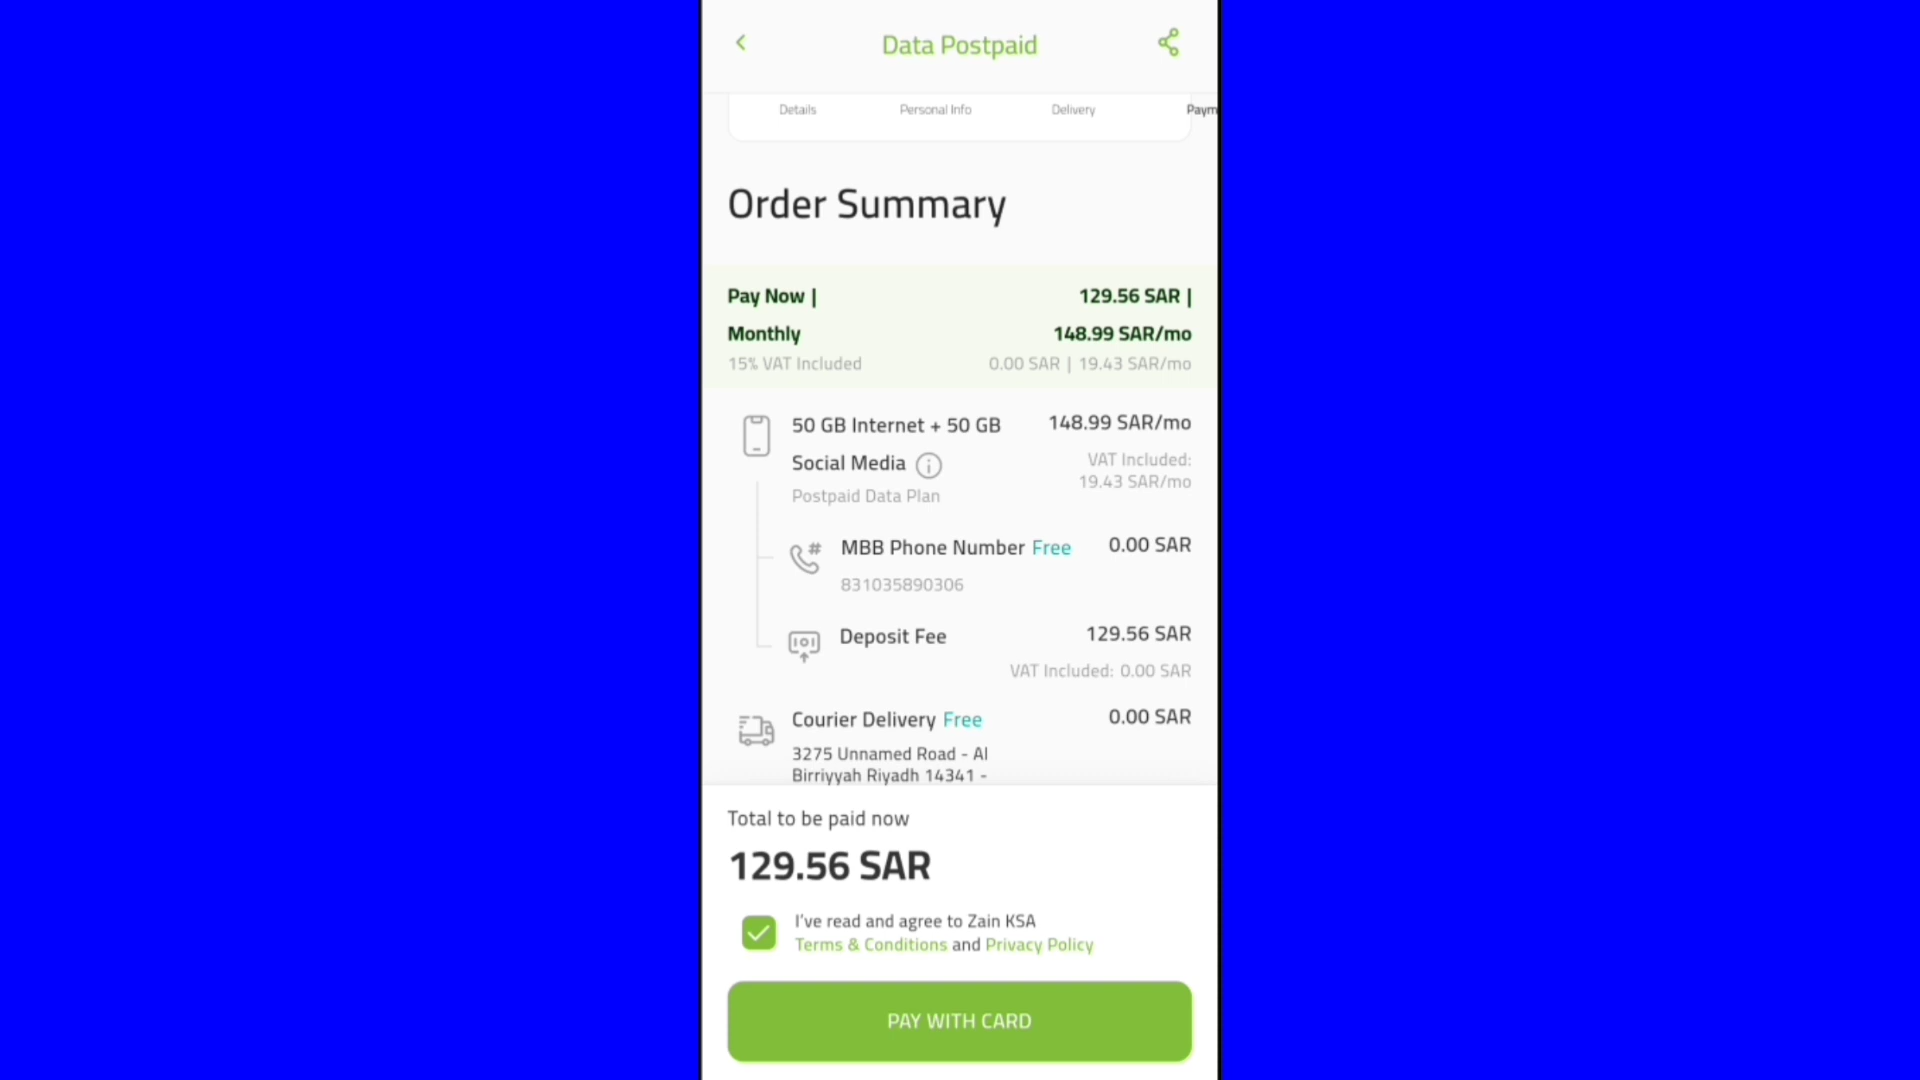 Data Postpaid
Details Personal Info Delivery Paym
Order Summary
Pay Now | 129.56 SAR |
Monthly 148.99 SAR/mo
15% VAT Included 0.00 SAR | 19.43 SAR/mo
50 GB Internet + 50 GB 148.99 SAR/mo
Social Media
VAT Included:
19.43 SAR/mo
Postpaid Data Plan
MBB Phone Number Free 0.00 SAR
831035890306
Deposit Fee 129.56 SAR
VAT Included: 0.00 SAR
Courier Delivery Free 0.00 SAR
3275 Unnamed Road - Al
Birriyyah Riyadh 14341 -
Total to be paid now
129.56 SAR
I've read and agree to Zain KSA
Terms & Conditions and Privacy Policy
PAY WITH CARD